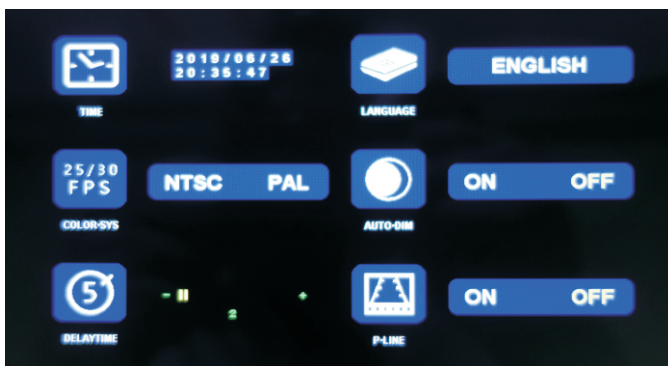 2019/06/26
20:35:47
TIME
LANGUAGE
ENGLISH
25/30
FPS
COLOR-SYS
NTSC PAL
AUTO-DIM
ON OFF
5
DELAYTIME
- +
2
P-LINE
ON OFF